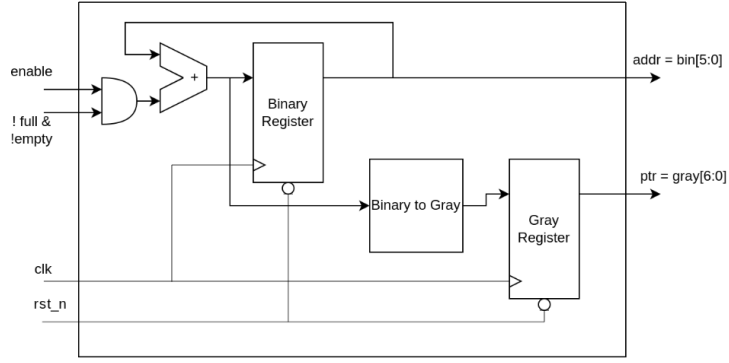 enable
! full &
!empty
+
Binary
Register
addr = bin[5:0]
Binary to Gray
Gray
Register
ptr = gray[6:0]
clk
rst_n